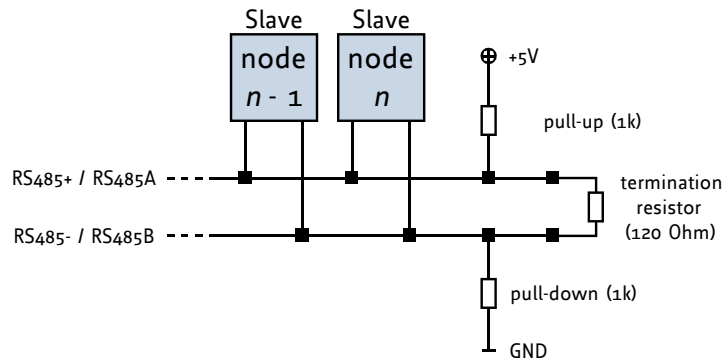 Slave
Slave
node
n - 1
node
n
+5V
pull-up (1k)
RS485+ / RS485A
termination
resistor
(120 Ohm)
RS485- / RS485B
pull-down (1k)
GND